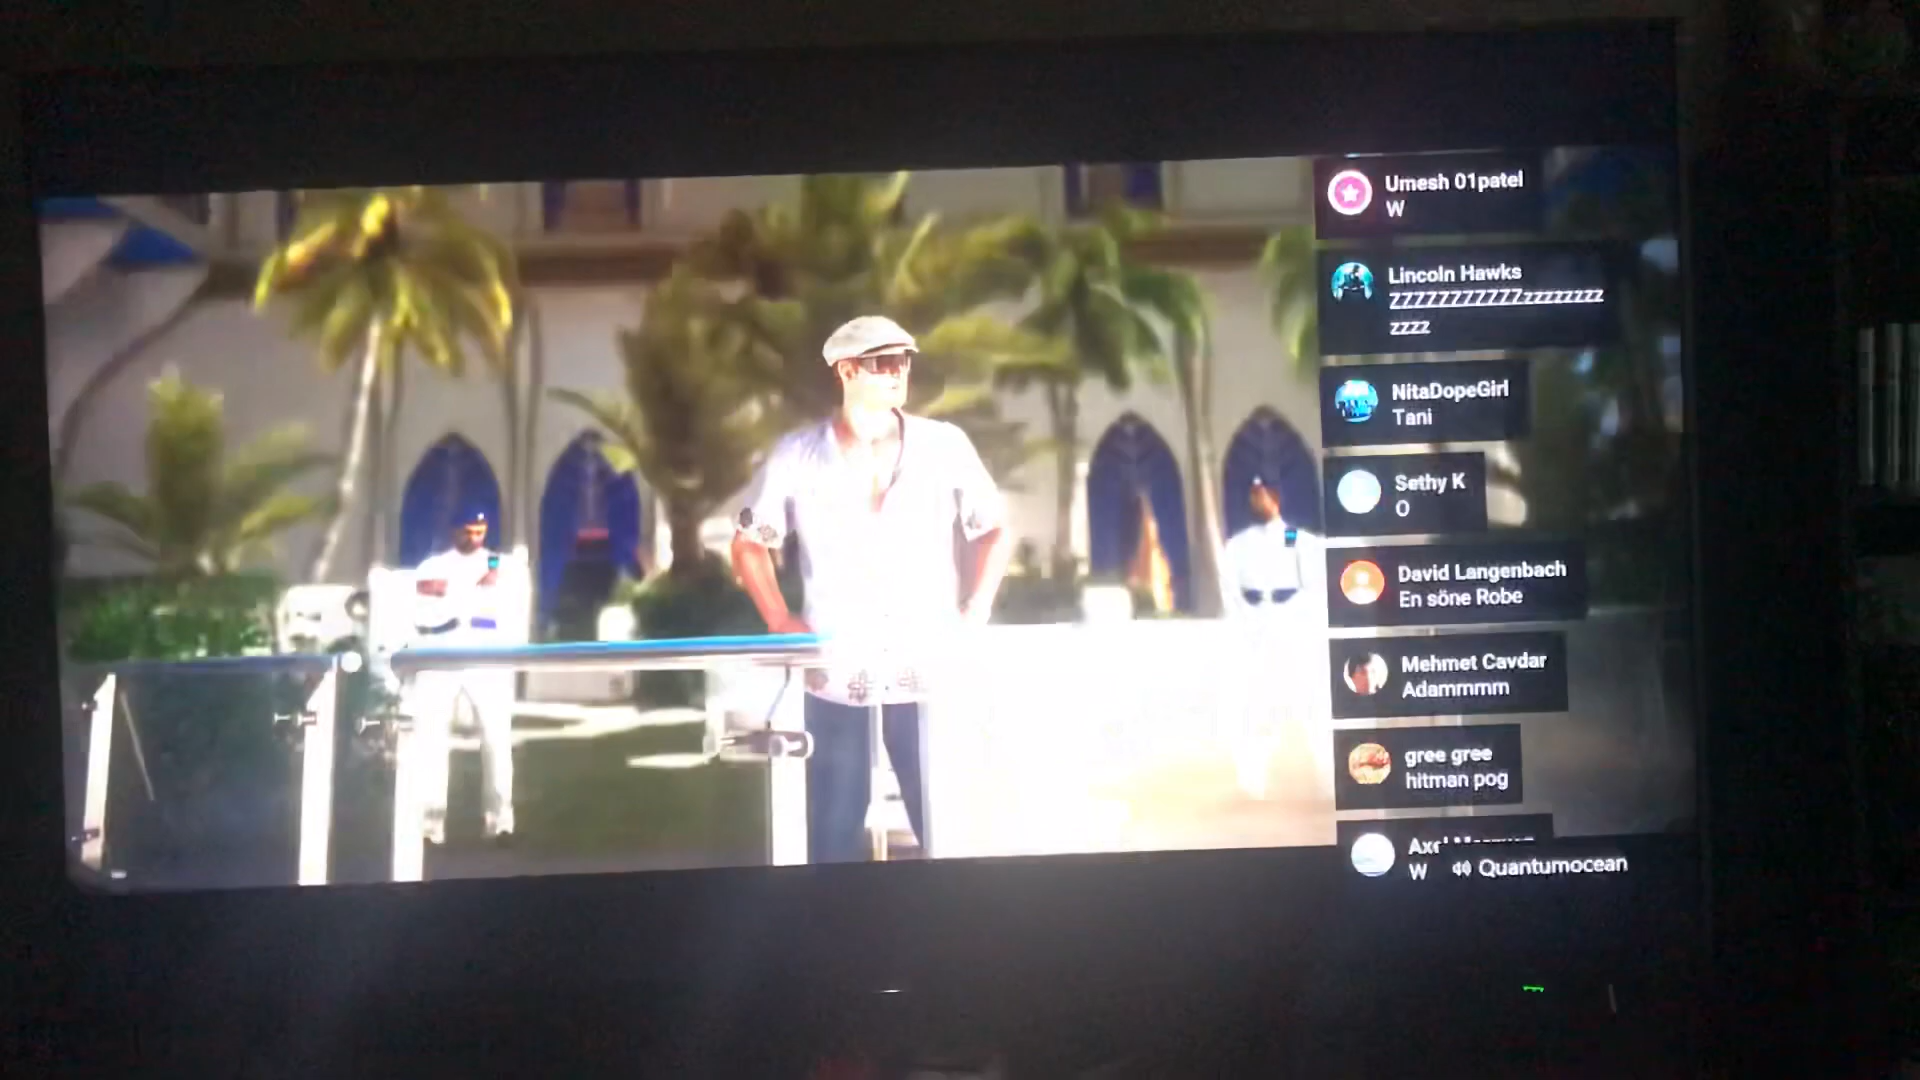 Umesh 01patel
W
Lincoln Hawks
ZZZZZZZZZZZzzzzzzzz
zzzz
NitaDopeGirl
Tani
Sethy K
O
David Langenbach
En söne Robe
Mehmet Cavdar
Adammmm
gree gree
hitman pog
W
Quantumocean